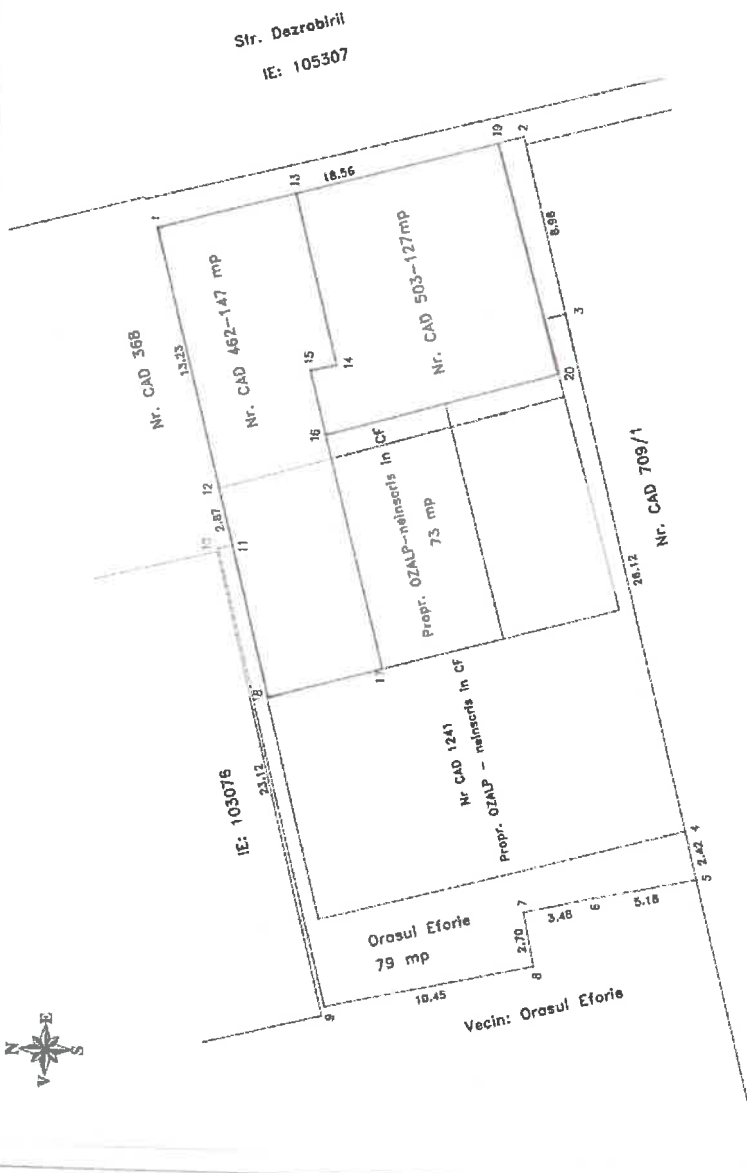 Str. Dezrobirii
IE: 105307
1
13
18.56
19
2
Nr. CAD 368
13.23
Nr. CAD 462-147 mp
15
14
Nr. CAD 503-127mp
8.98
3
20
16
12
2.87
10
11
Propr. OZALP-neinscris in CF
73 mp
Nr. CAD 709/1
26.12
17
18
IE: 103076
23.12
Nr CAD 1241
Propr. OZALP - neinscris in CF
4
2.42
5
Orasul Eforie
79 mp
7
3.48
6
5.18
2.70
8
10.45
9
Vecin: Orasul Eforie
N
V
E
S